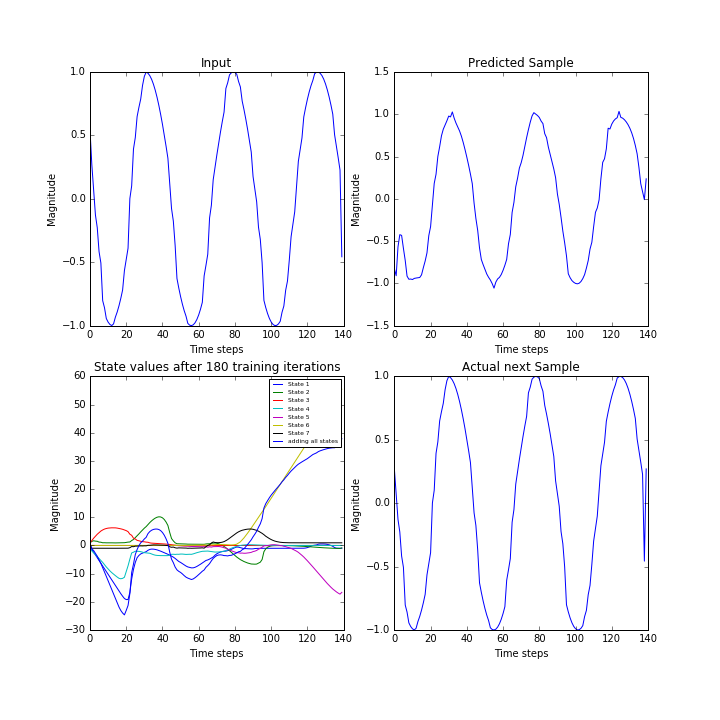 Input
Magnitude
1.0
0.5
0.0
−0.5
−1.0
0 20 40 60 80 100 120 140
Time steps
Predicted Sample
Magnitude
1.5
1.0
0.5
0.0
−0.5
−1.0
−1.5
0 20 40 60 80 100 120 140
Time steps
State values after 180 training iterations
Magnitude
60
50
40
30
20
10
0
−10
−20
−30
0 20 40 60 80 100 120 140
Time steps
State 1
State 2
State 3
State 4
State 5
State 6
State 7
adding all states
Actual next Sample
Magnitude
1.0
0.5
0.0
−0.5
−1.0
0 20 40 60 80 100 120 140
Time steps